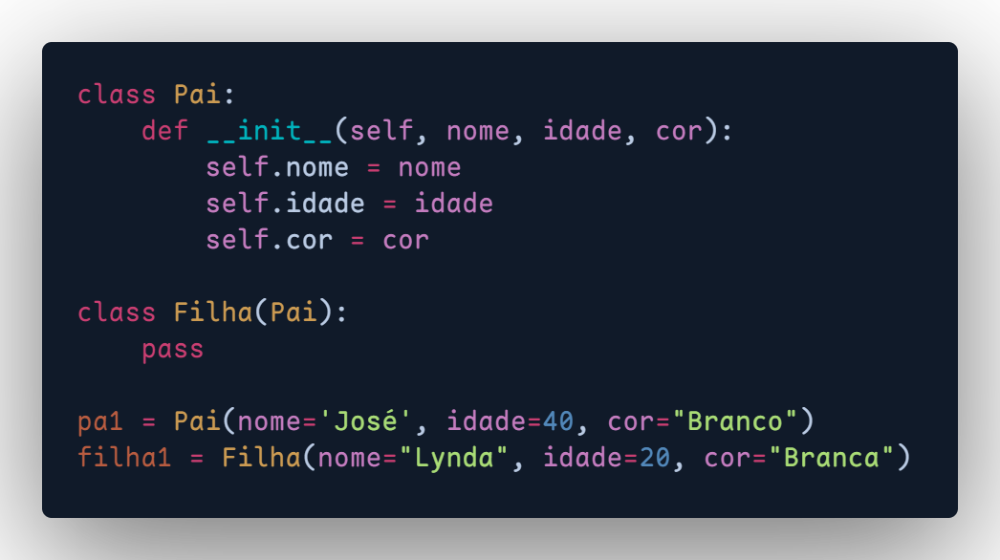 class Pai:
    def __init__(self, nome, idade, cor):
        self.nome = nome
        self.idade = idade
        self.cor = cor

class Filha(Pai):
    pass

pa1 = Pai(nome='José', idade=40, cor="Branco")
filha1 = Filha(nome="Lynda", idade=20, cor="Branca")